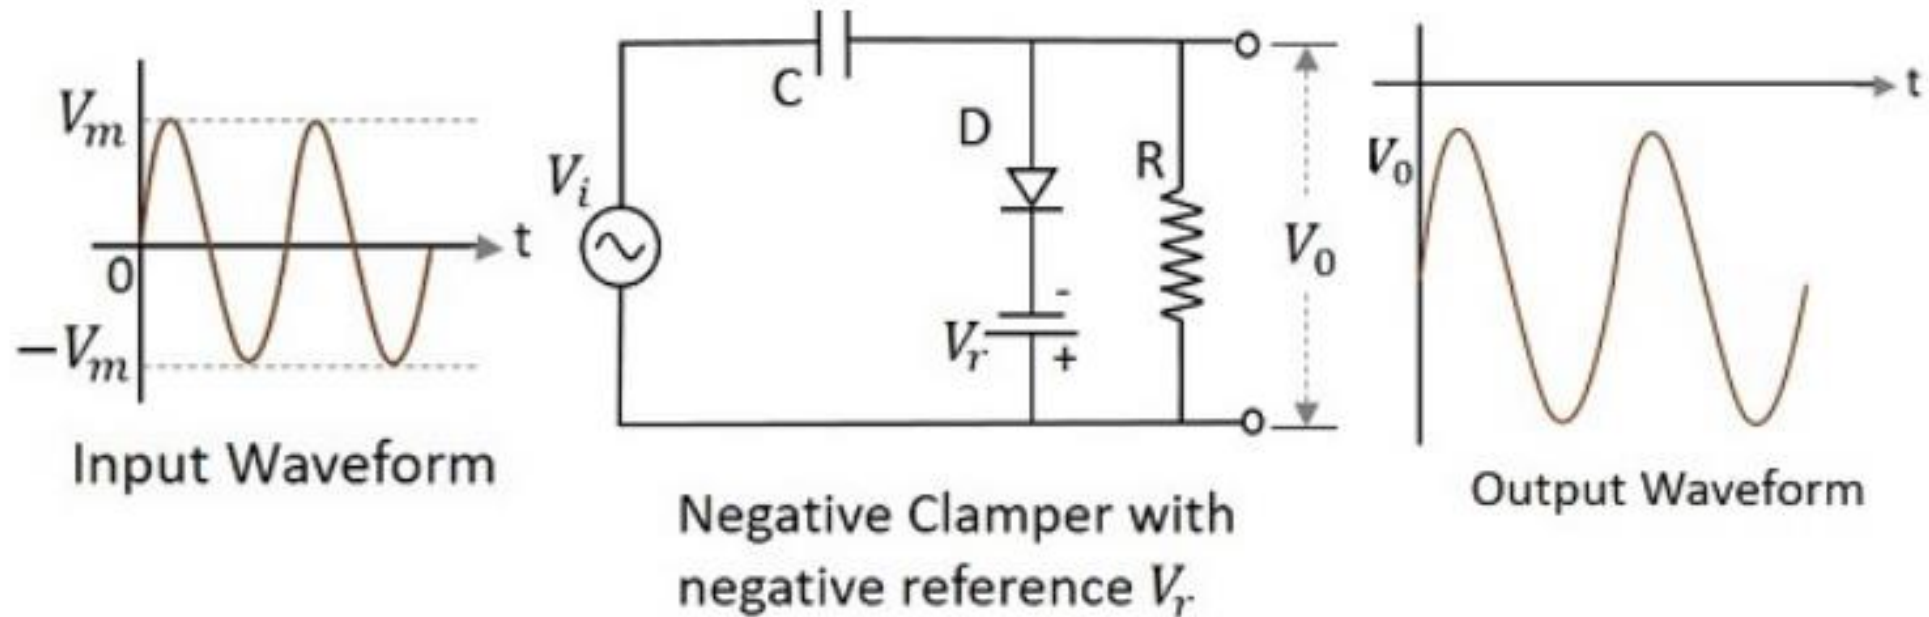 V_m
0
−V_m
t
Input Waveform
V_i
C
D
R
-
V_r
+
V_0
Negative Clamper with
negative reference V_r
V_0
t
Output Waveform